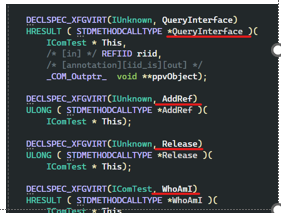 DECLSPEC_XFGVIRT(IUnknown, QueryInterface)
HRESULT ( STDMETHODCALLTYPE *QueryInterface )(
IComTest * This,
/* [in] */ REFIID riid,
/* [annotation][iid_is][out] */
_COM_Outptr_  void **ppvObject);
DECLSPEC_XFGVIRT(IUnknown, AddRef)
ULONG ( STDMETHODCALLTYPE *AddRef )(
IComTest * This);
DECLSPEC_XFGVIRT(IUnknown, Release)
ULONG ( STDMETHODCALLTYPE *Release )(
IComTest * This);
DECLSPEC_XFGVIRT(IComTest, WhoAmI)
HRESULT ( STDMETHODCALLTYPE *WhoAmI )(
IComTest * This